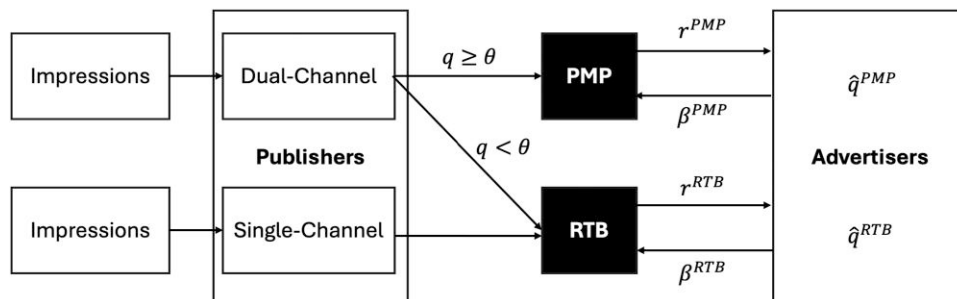 Impressions
Dual-Channel
q ≥ θ
PMP
r^{PMP}
β^{PMP}
q̂^{PMP}
Publishers
q < θ
Advertisers
Impressions
Single-Channel
RTB
r^{RTB}
β^{RTB}
q̂^{RTB}